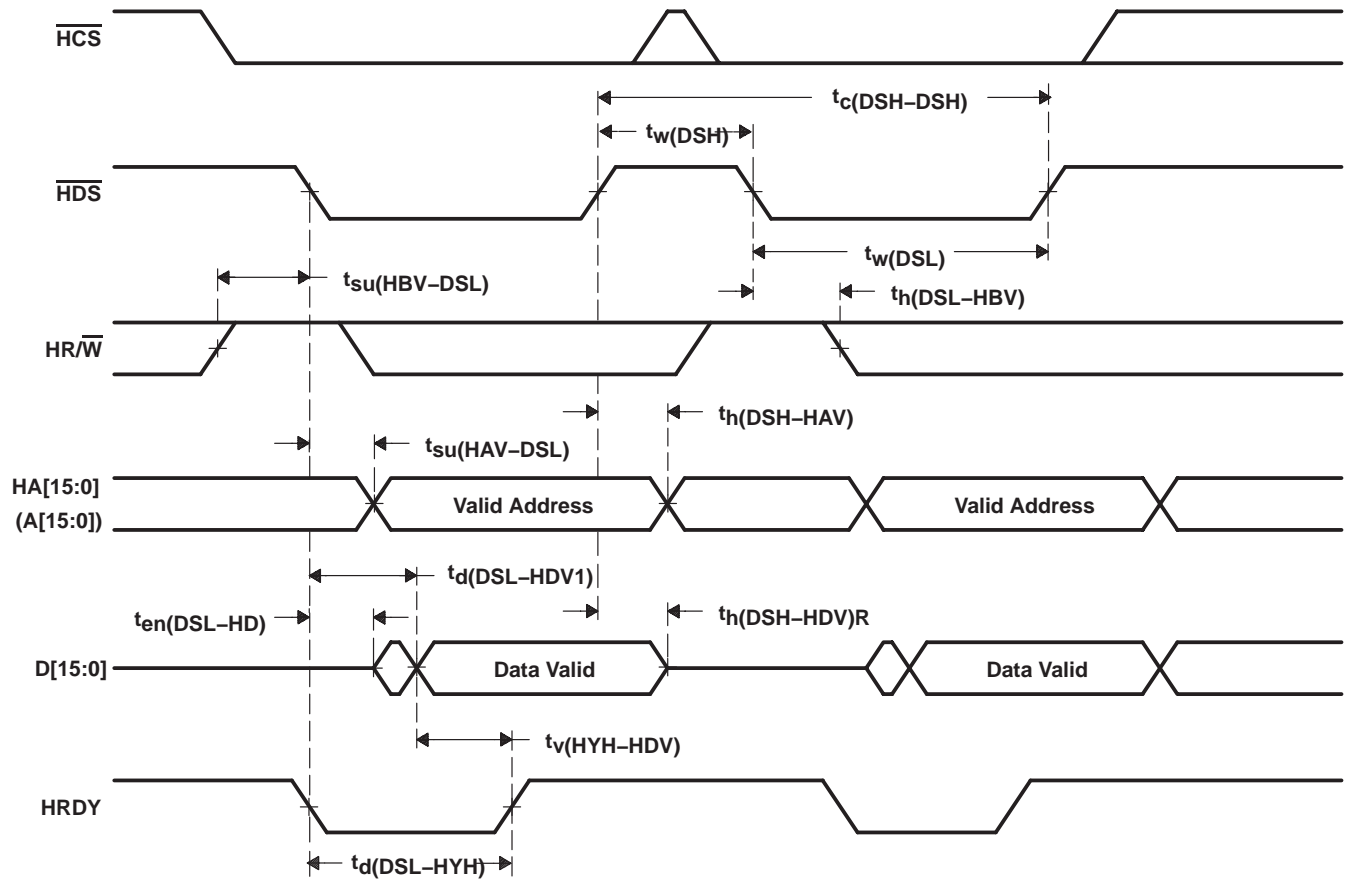 H̅C̅S̅
tc(DSH–DSH)
tw(DSH)
H̅D̅S̅
tw(DSL)
tsu(HBV–DSL)
th(DSL–HBV)
HR/W̅
th(DSH–HAV)
tsu(HAV–DSL)
HA[15:0]
(A[15:0])
Valid Address
Valid Address
td(DSL–HDV1)
ten(DSL–HD)
th(DSH–HDV)R
D[15:0]
Data Valid
Data Valid
tv(HYH–HDV)
HRDY
td(DSL–HYH)